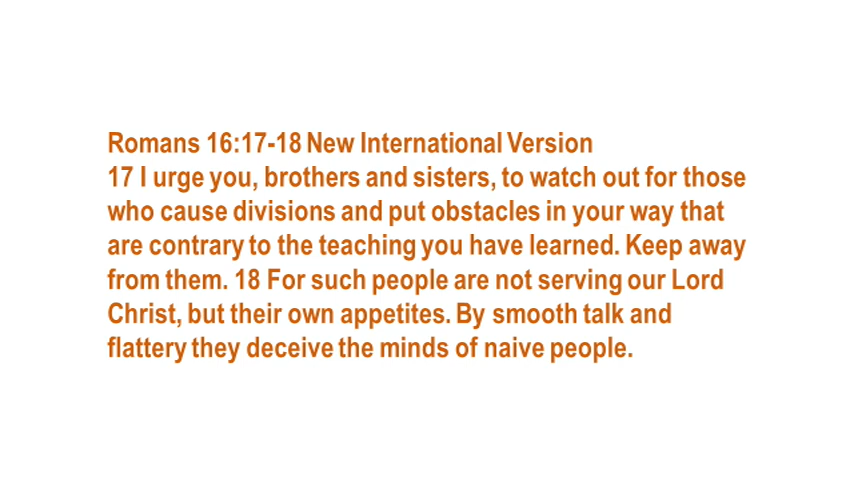 Romans 16:17-18 New International Version
17 I urge you, brothers and sisters, to watch out for those
who cause divisions and put obstacles in your way that
are contrary to the teaching you have learned. Keep away
from them. 18 For such people are not serving our Lord
Christ, but their own appetites. By smooth talk and
flattery they deceive the minds of naive people.